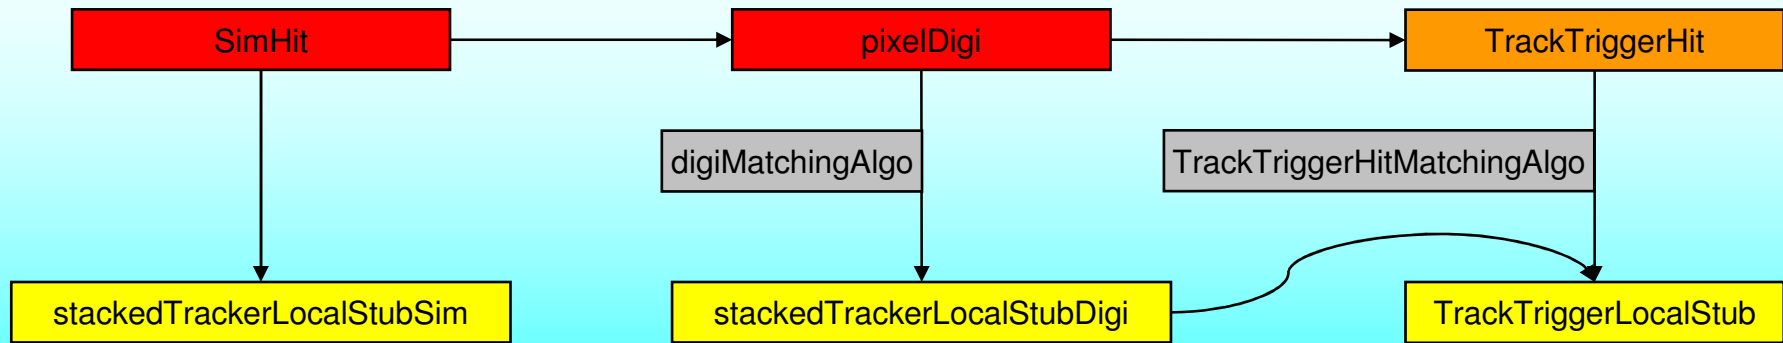 SimHit
pixelDigi
TrackTriggerHit
digiMatchingAlgo
TrackTriggerHitMatchingAlgo
stackedTrackerLocalStubSim
stackedTrackerLocalStubDigi
TrackTriggerLocalStub